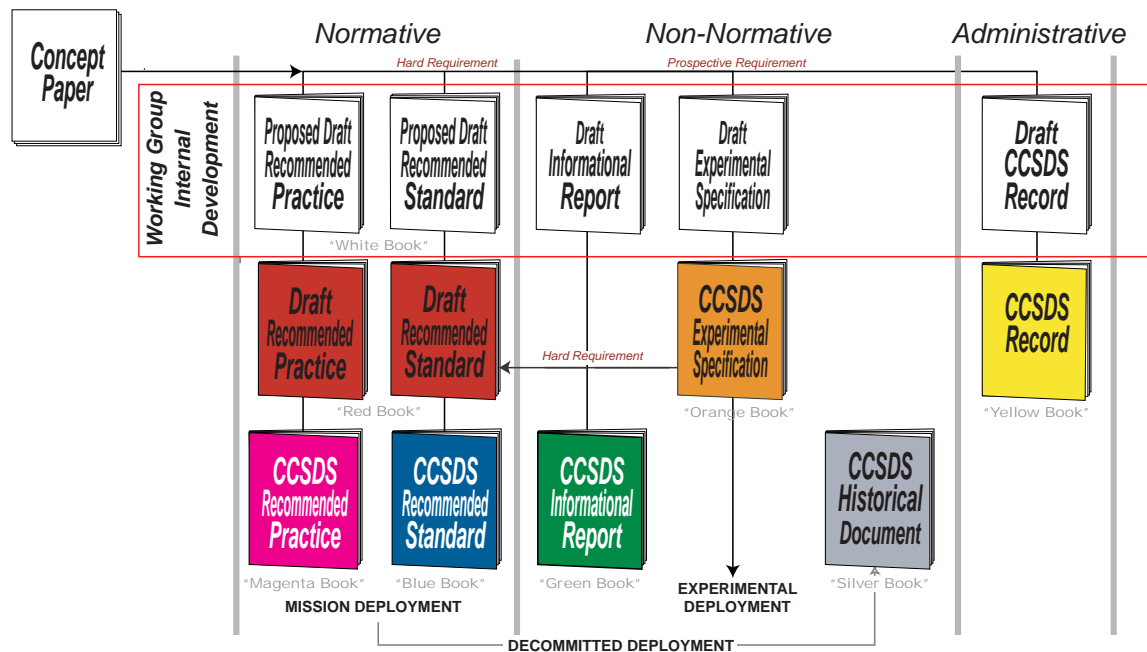 Concept
Paper
Normative
Non-Normative
Administrative
Hard Requirement
Prospective Requirement
Working Group
Internal
Development
Proposed Draft
Recommended
Practice
Proposed Draft
Recommended
Standard
Draft
Informational
Report
Draft
Experimental
Specification
Draft
CCSDS
Record
"White Book"
Draft
Recommended
Practice
Draft
Recommended
Standard
Hard Requirement
CCSDS
Experimental
Specification
CCSDS
Record
"Red Book"
"Orange Book"
"Yellow Book"
CCSDS
Recommended
Practice
CCSDS
Recommended
Standard
CCSDS
Informational
Report
CCSDS
Historical
Document
"Magenta Book"
"Blue Book"
"Green Book"
"Silver Book"
MISSION DEPLOYMENT
EXPERIMENTAL
DEPLOYMENT
DECOMMITTED DEPLOYMENT